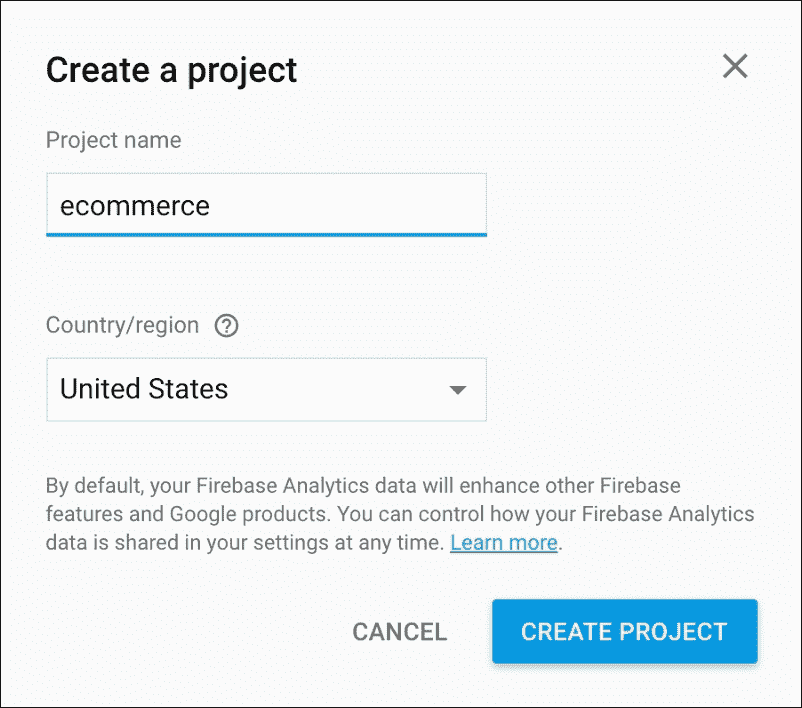 Create a project
Project name
ecommerce
Country/region ?
United States
By default, your Firebase Analytics data will enhance other Firebase
features and Google products. You can control how your Firebase Analytics
data is shared in your settings at any time. Learn more.
CANCEL CREATE PROJECT